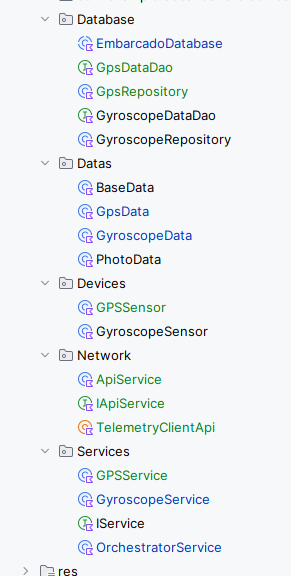 Database
EmbarcadoDatabase
GpsDataDao
GpsRepository
GyroscopeDataDao
GyroscopeRepository
Datas
BaseData
GpsData
GyroscopeData
PhotoData
Devices
GPSSensor
GyroscopeSensor
Network
ApiService
IApiService
TelemetryClientApi
Services
GPSService
GyroscopeService
IService
OrchestratorService
res